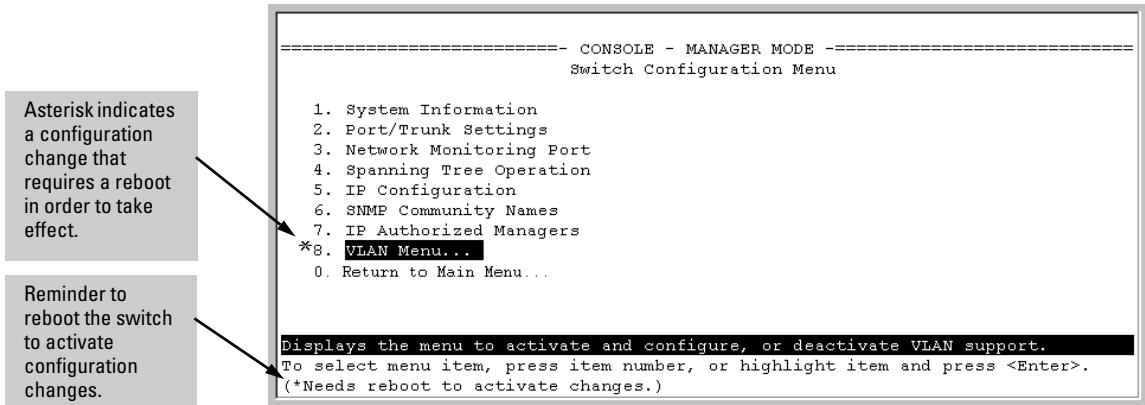 ==========================- CONSOLE - MANAGER MODE -============================
Switch Configuration Menu
1. System Information
2. Port/Trunk Settings
3. Network Monitoring Port
4. Spanning Tree Operation
5. IP Configuration
6. SNMP Community Names
7. IP Authorized Managers
*8. VLAN Menu...
0. Return to Main Menu...
Displays the menu to activate and configure, or deactivate VLAN support.
To select menu item, press item number, or highlight item and press <Enter>.
(*Needs reboot to activate changes.)
Asterisk indicates
a configuration
change that
requires a reboot
in order to take
effect.
Reminder to
reboot the switch
to activate
configuration
changes.